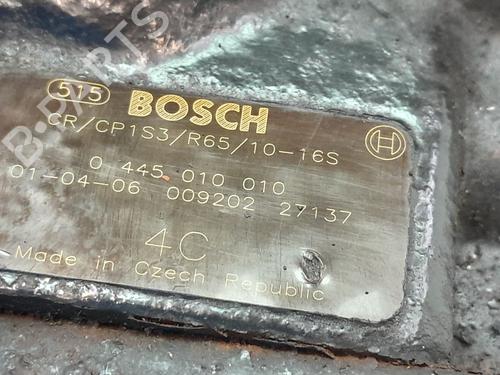 515 BOSCH
CR/CP1S3/R65/10-16S
0 445 010 010
01-04-06 009202 27137
4C
Made in Czech Republic
B-Parts